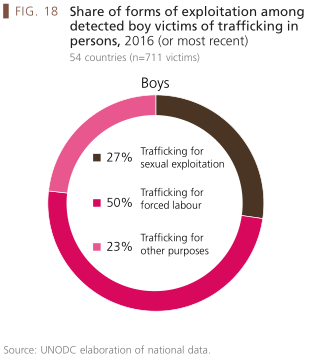 FIG. 18 Share of forms of exploitation among
detected boy victims of trafficking in
persons, 2016 (or most recent)
54 countries (n=711 victims)
Boys
27% Trafficking for
sexual exploitation
50% Trafficking for
forced labour
23% Trafficking for
other purposes
Source: UNODC elaboration of national data.